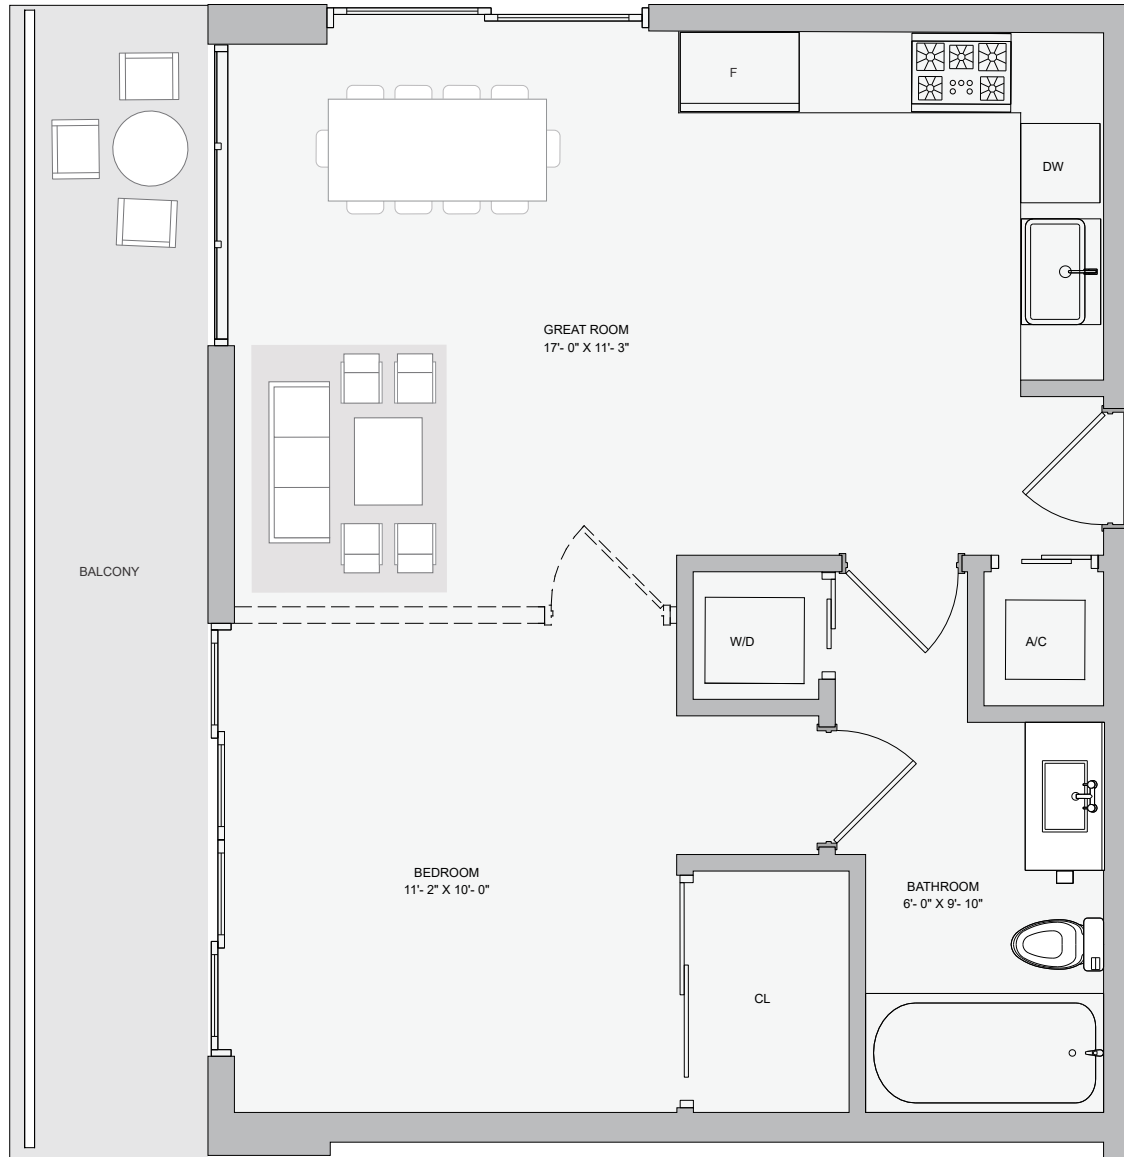 F
DW
GREAT ROOM
17'- 0" X 11'- 3"
BALCONY
W/D
A/C
BEDROOM
11'- 2" X 10'- 0"
BATHROOM
6'- 0" X 9'- 10"
CL